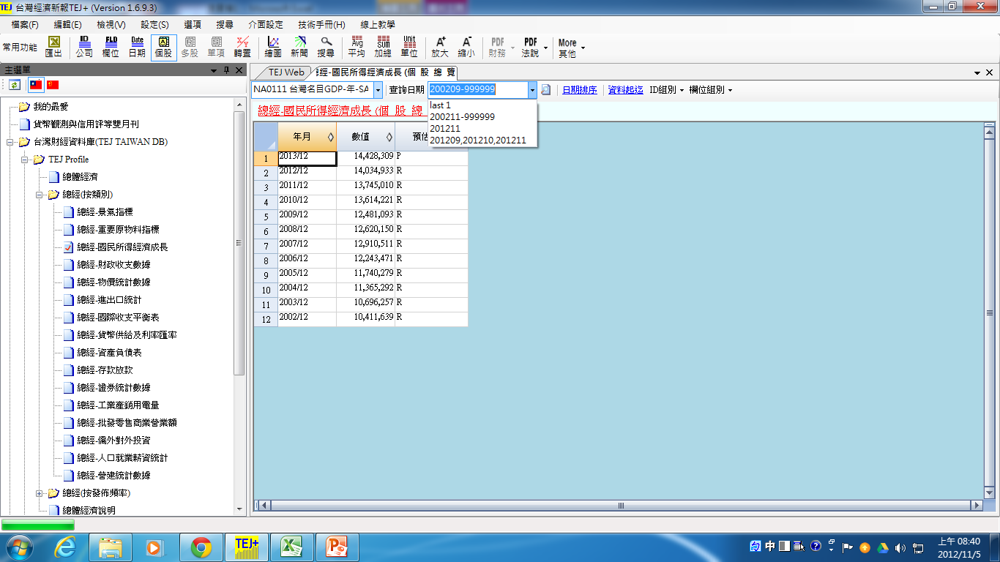 TEJ 台灣經濟新報TEJ+ (Version 1.6.9.3)
檔案(F) 編輯(E) 檢視(V) 設定(S) 選項 搜尋 介面設定 技術手冊(H) 線上教學
常用功能 匯出 ID 公司 FLD 欄位 Date 日期 個股 多股 單項 轉置 繪圖 新聞 搜尋 Avg 平均 SUM 加總 Unit 單位 A+ 放大 A- 縮小 PDF 財務 PDF 法說 More 其他
主選單
TEJ Web 經-國民所得經濟成長 (個 股 總 覽
NA0111 台灣名目GDP-年-SA 查詢日期 200209-999999 日期排序 資料起迄 ID組別 欄位組別
last 1
200211-999999
201211
201209,201210,201211
總經-國民所得經濟成長 (個 股 總
年月 數值 預估
1 2013/12 14,428,309 P
2 2012/12 14,034,933 R
3 2011/12 13,745,010 R
4 2010/12 13,614,221 R
5 2009/12 12,481,093 R
6 2008/12 12,620,150 R
7 2007/12 12,910,511 R
8 2006/12 12,243,471 R
9 2005/12 11,740,279 R
10 2004/12 11,365,292 R
11 2003/12 10,696,257 R
12 2002/12 10,411,639 R
我的最愛
貨幣觀測與信用評等雙月刊
台灣財經資料庫(TEJ TAIWAN DB)
TEJ Profile
總體經濟
總經(按類別)
總經-景氣指標
總經-重要原物料指標
總經-國民所得經濟成長
總經-財政收支數據
總經-物價統計數據
總經-進出口統計
總經-國際收支平衡表
總經-貨幣供給及利率匯率
總經-資產負債表
總經-存款放款
總經-證券統計數據
總經-工業產銷用電量
總經-批發零售商業營業額
總經-僑外對外投資
總經-人口就業薪資統計
總經-營建統計數據
總經(按發佈頻率)
總體經濟說明
TEJ+
中
上午 08:40
2012/11/5